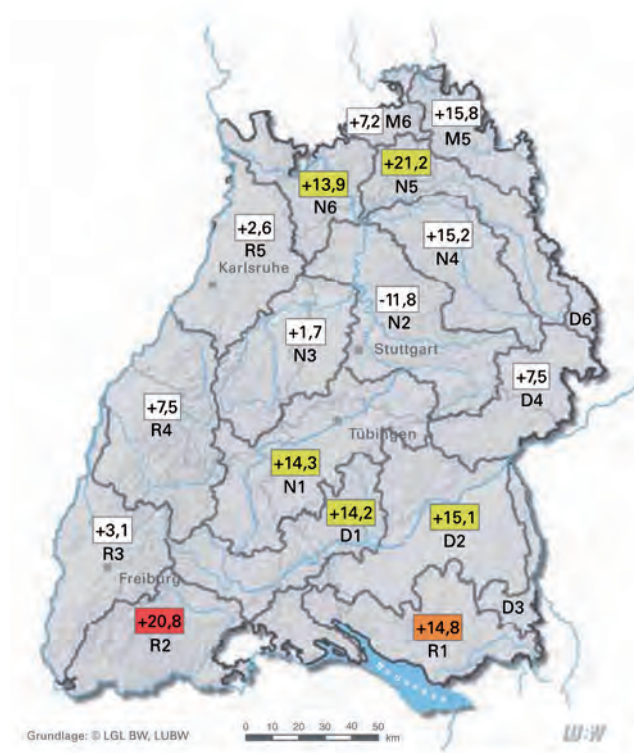 +7,2 M6
+15,8
M5
+21,2
N5
+13,9
N6
+2,6
R5
Karlsruhe
+15,2
N4
-11,8
N2
D6
+1,7
N3
Stuttgart
+7,5
D4
+7,5
R4
Tübingen
+14,3
N1
+14,2
D1
+15,1
D2
+3,1
R3
Freiburg
D3
+20,8
R2
+14,8
R1
Bodensee
0 10 20 30 40 50
km
Grundlage: © LGL BW, LUBW
LU:W